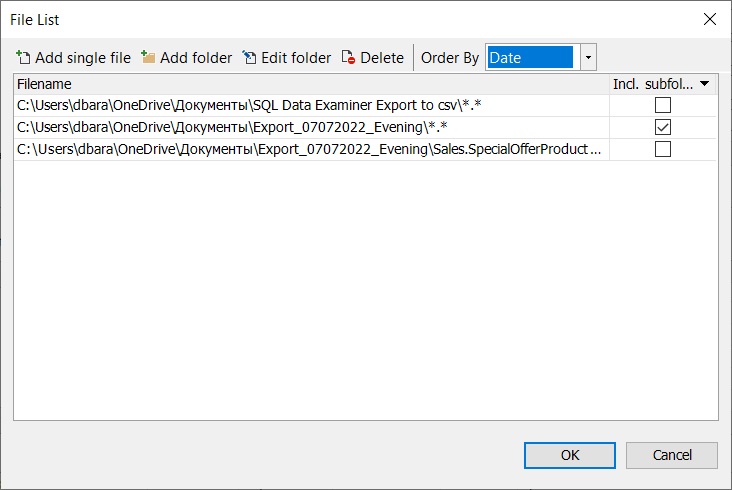 File List
Add single file Add folder Edit folder Delete Order By Date
Filename Incl. subfol...
C:\Users\dbara\OneDrive\Документы\SQL Data Examiner Export to csv\*.*
C:\Users\dbara\OneDrive\Документы\Export_07072022_Evening\*.*
C:\Users\dbara\OneDrive\Документы\Export_07072022_Evening\Sales.SpecialOfferProduct...
OK Cancel